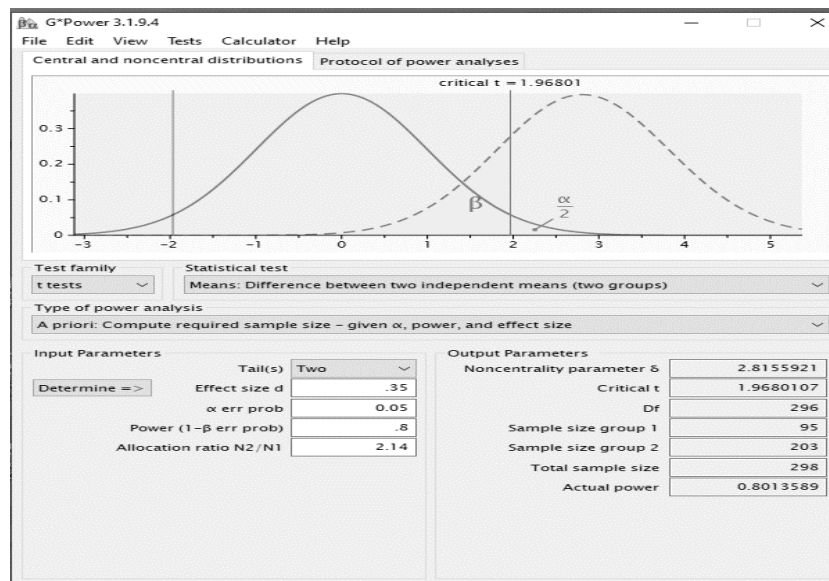 G*Power 3.1.9.4
File Edit View Tests Calculator Help
Central and noncentral distributions Protocol of power analyses
critical t = 1.96801
0.3
0.2
0.1
0
β
α
2
-3 -2 -1 0 1 2 3 4 5
Test family Statistical test
t tests Means: Difference between two independent means (two groups)
Type of power analysis
A priori: Compute required sample size - given α, power, and effect size
Input Parameters Output Parameters
Tail(s) Two Noncentrality parameter δ 2.8155921
Determine => Effect size d .35 Critical t 1.9680107
α err prob 0.05 Df 296
Power (1-β err prob) .8 Sample size group 1 95
Allocation ratio N2/N1 2.14 Sample size group 2 203
Total sample size 298
Actual power 0.8013589